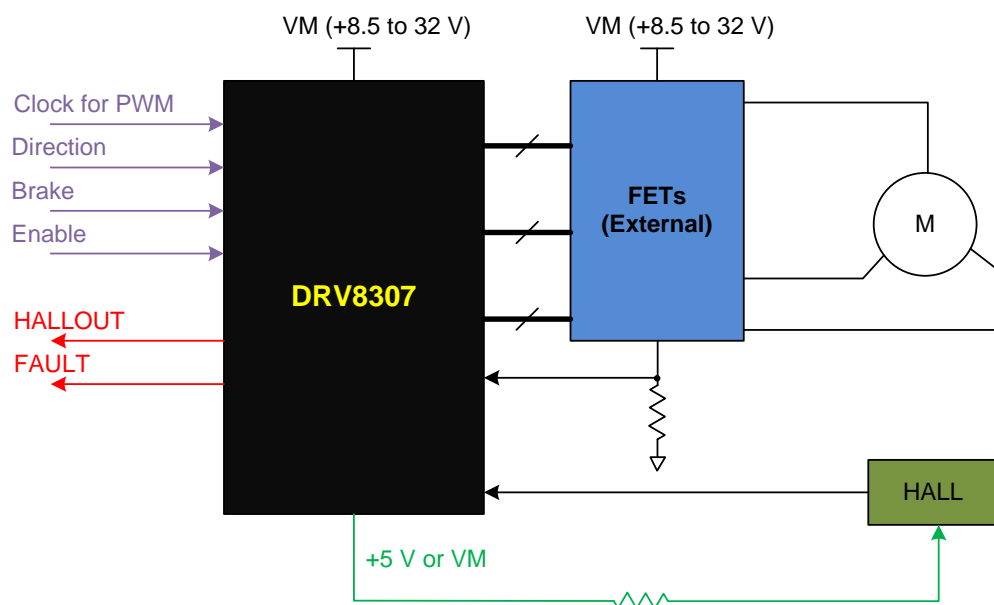 VM (+8.5 to 32 V)
VM (+8.5 to 32 V)
Clock for PWM
Direction
Brake
Enable
HALLOUT
FAULT
DRV8307
FETs
(External)
M
HALL
+5 V or VM